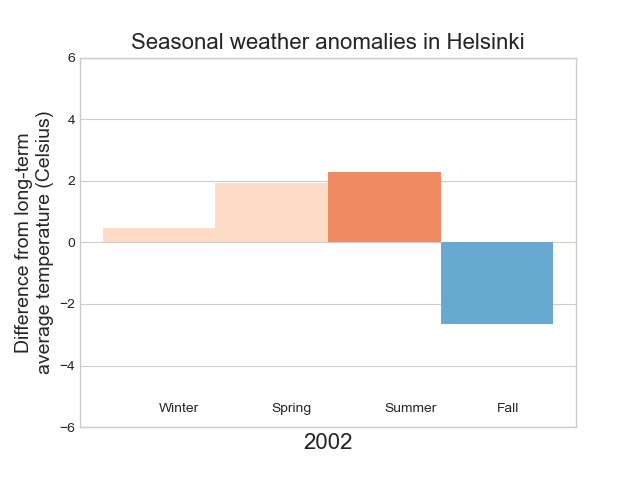 Seasonal weather anomalies in Helsinki
Difference from long-term
average temperature (Celsius)
6
4
2
0
−2
−4
−6
Winter Spring Summer Fall
2002